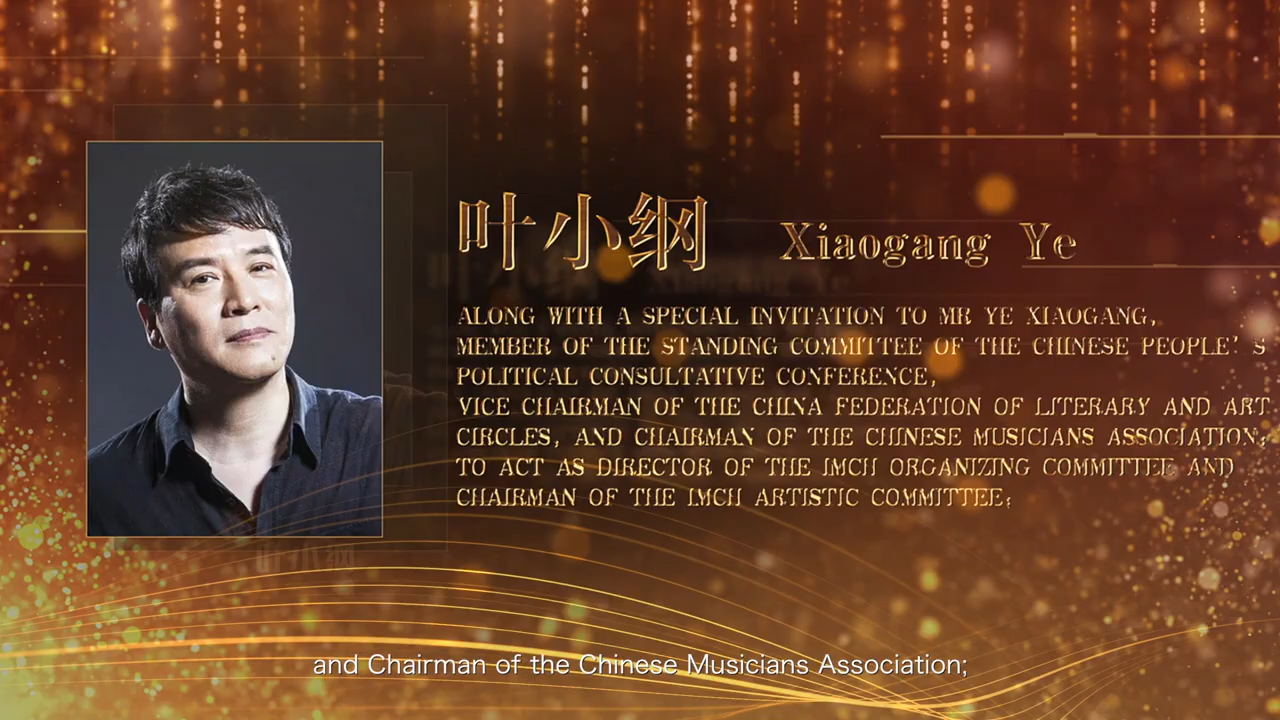 叶小纲 Xiaogang Ye
ALONG WITH A SPECIAL INVITATION TO MR YE XIAOGANG,
MEMBER OF THE STANDING COMMITTEE OF THE CHINESE PEOPLE'S
POLITICAL CONSULTATIVE CONFERENCE,
VICE CHAIRMAN OF THE CHINA FEDERATION OF LITERARY AND ART
CIRCLES, AND CHAIRMAN OF THE CHINESE MUSICIANS ASSOCIATION,
TO ACT AS DIRECTOR OF THE IMCH ORGANIZING COMMITTEE AND
CHAIRMAN OF THE IMCH ARTISTIC COMMITTEE;
and Chairman of the Chinese Musicians Association;